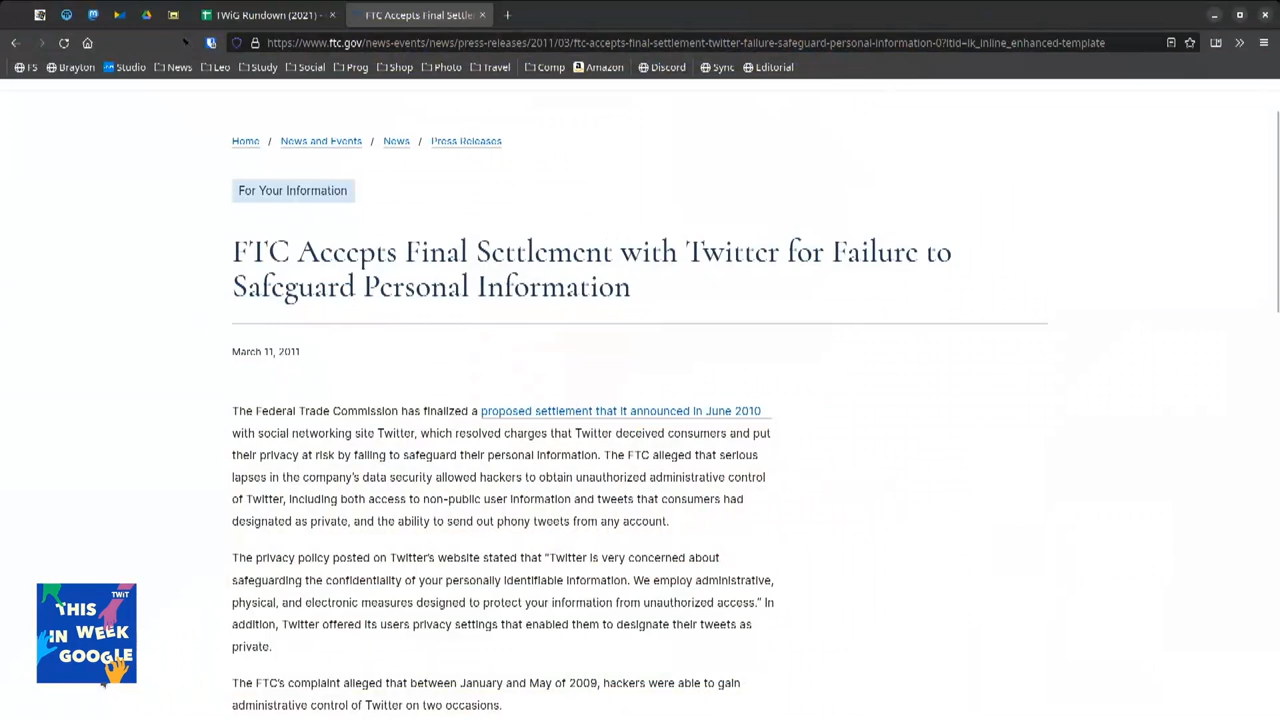 TWiG Rundown (2021) -
FTC Accepts Final Settle
https://www.ftc.gov/news-events/news/press-releases/2011/03/ftc-accepts-final-settlement-twitter-failure-safeguard-personal-information-0?itid=lk_inline_enhanced-template
FS Brayton Studio News Leo Study Social Prog Shop Photo Travel Comp Amazon Discord Sync Editorial
Home / News and Events / News / Press Releases
For Your Information
FTC Accepts Final Settlement with Twitter for Failure to
Safeguard Personal Information
March 11, 2011
The Federal Trade Commission has finalized a proposed settlement that it announced in June 2010
with social networking site Twitter, which resolved charges that Twitter deceived consumers and put
their privacy at risk by failing to safeguard their personal information. The FTC alleged that serious
lapses in the company's data security allowed hackers to obtain unauthorized administrative control
of Twitter, including both access to non-public user information and tweets that consumers had
designated as private, and the ability to send out phony tweets from any account.
The privacy policy posted on Twitter's website stated that "Twitter is very concerned about
safeguarding the confidentiality of your personally identifiable information. We employ administrative,
physical, and electronic measures designed to protect your information from unauthorized access." In
addition, Twitter offered its users privacy settings that enabled them to designate their tweets as
private.
The FTC's complaint alleged that between January and May of 2009, hackers were able to gain
administrative control of Twitter on two occasions.
TWiT
THIS
IN WEEK
GOOGLE